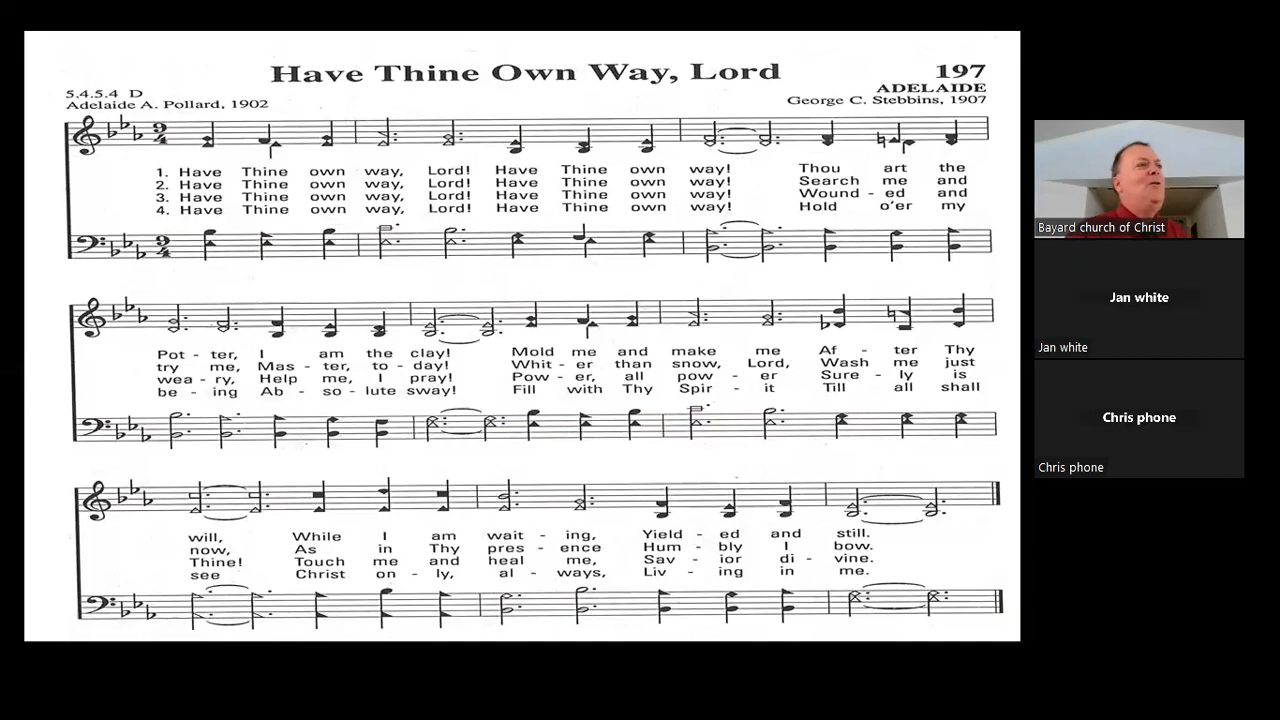 Have Thine Own Way, Lord
197
5.4.5.4 D
ADELAIDE
Adelaide A. Pollard, 1902
George C. Stebbins, 1907
9
4
1. Have Thine own way, Lord! Have Thine own way! Thou art the
2. Have Thine own way, Lord! Have Thine own way! Search me and
3. Have Thine own way, Lord! Have Thine own way! Wound - ed and
4. Have Thine own way, Lord! Have Thine own way! Hold o'er my
9
4
Pot - ter, I am the clay! Mold me and make me Af - ter Thy
try me, Mas - ter, to - day! Whit - er than snow, Lord, Wash me just
wea - ry, Help me, I pray! Pow - er, all pow - er Sure - ly is
be - ing Ab - so - lute sway! Fill with Thy Spir - it Till all shall
will, While I am wait - ing, Yield - ed and still.
now, As in Thy pres - ence Hum - bly I bow.
Thine! Touch me and heal me, Sav - ior di - vine.
see Christ on - ly, al - ways, Liv - ing in me.
Bayard church of Christ
Jan white
Jan white
Chris phone
Chris phone